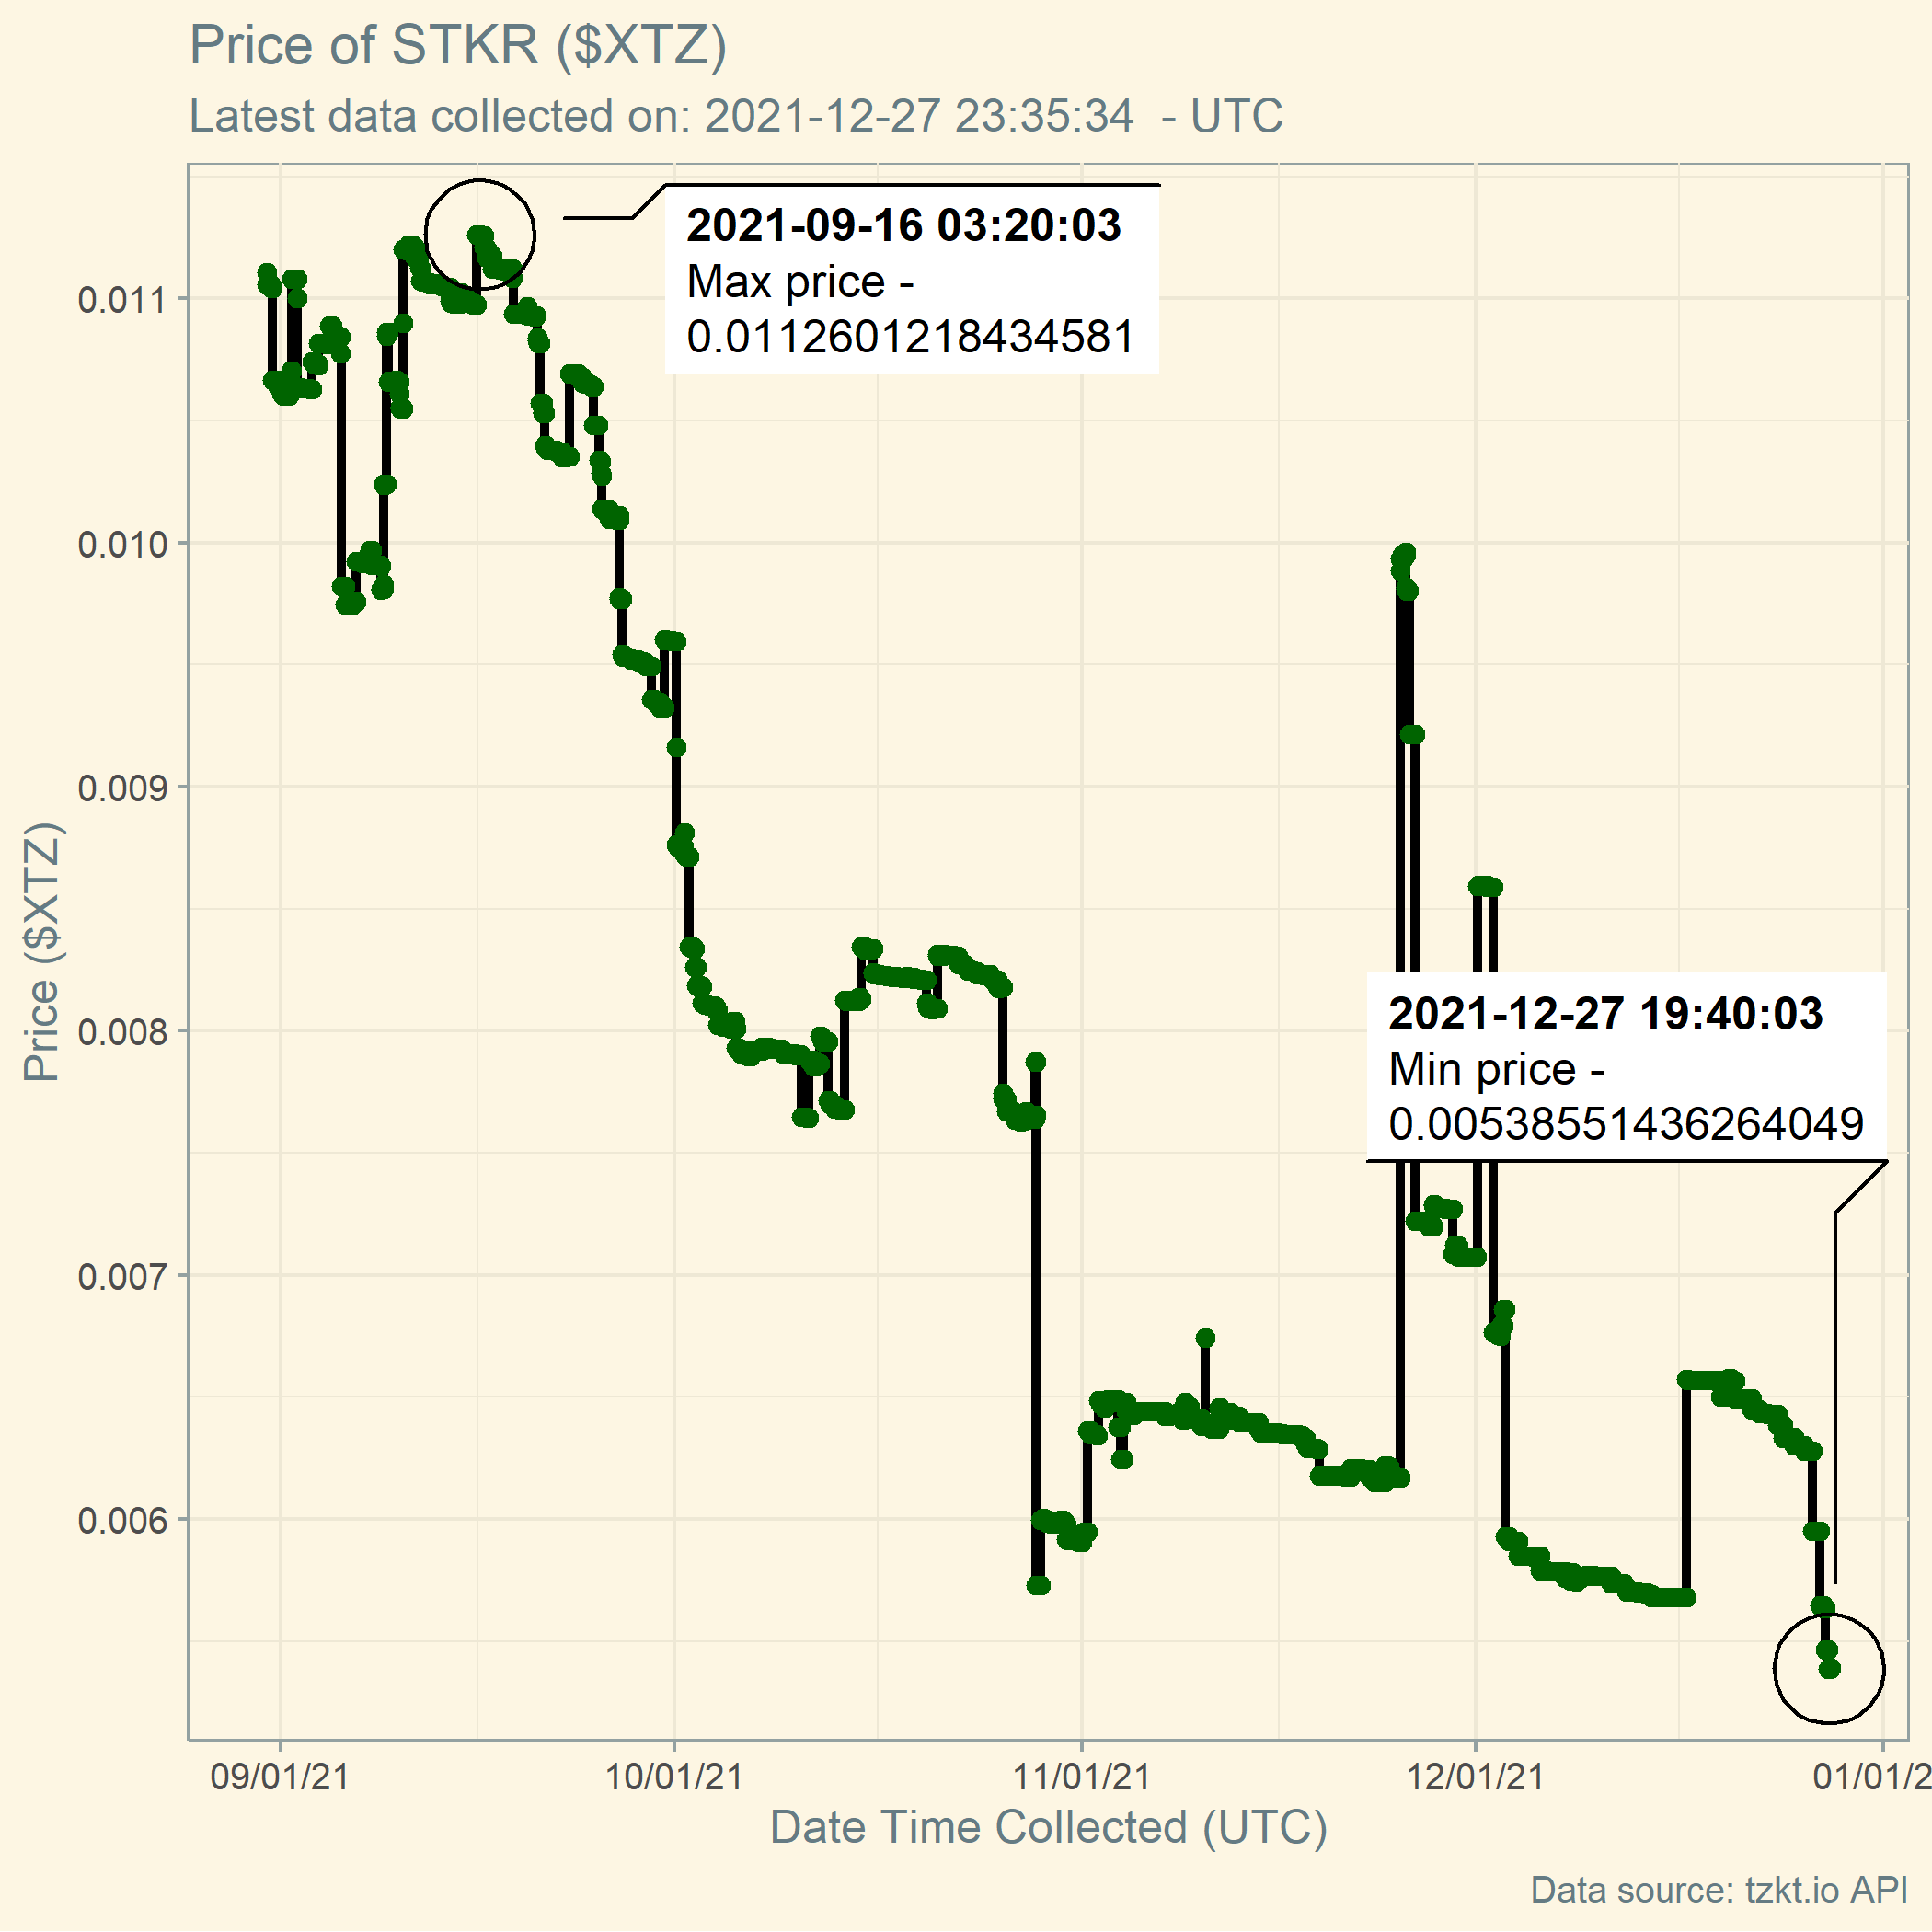 Price of STKR ($XTZ)
Latest data collected on: 2021-12-27 23:35:34  - UTC
2021-09-16 03:20:03
Max price -
0.0112601218434581
0.011
0.010
0.009
0.008
0.007
0.006
Price ($XTZ)
2021-12-27 19:40:03
Min price -
0.00538551436264049
09/01/21
10/01/21
11/01/21
12/01/21
01/01/2
Date Time Collected (UTC)
Data source: tzkt.io API